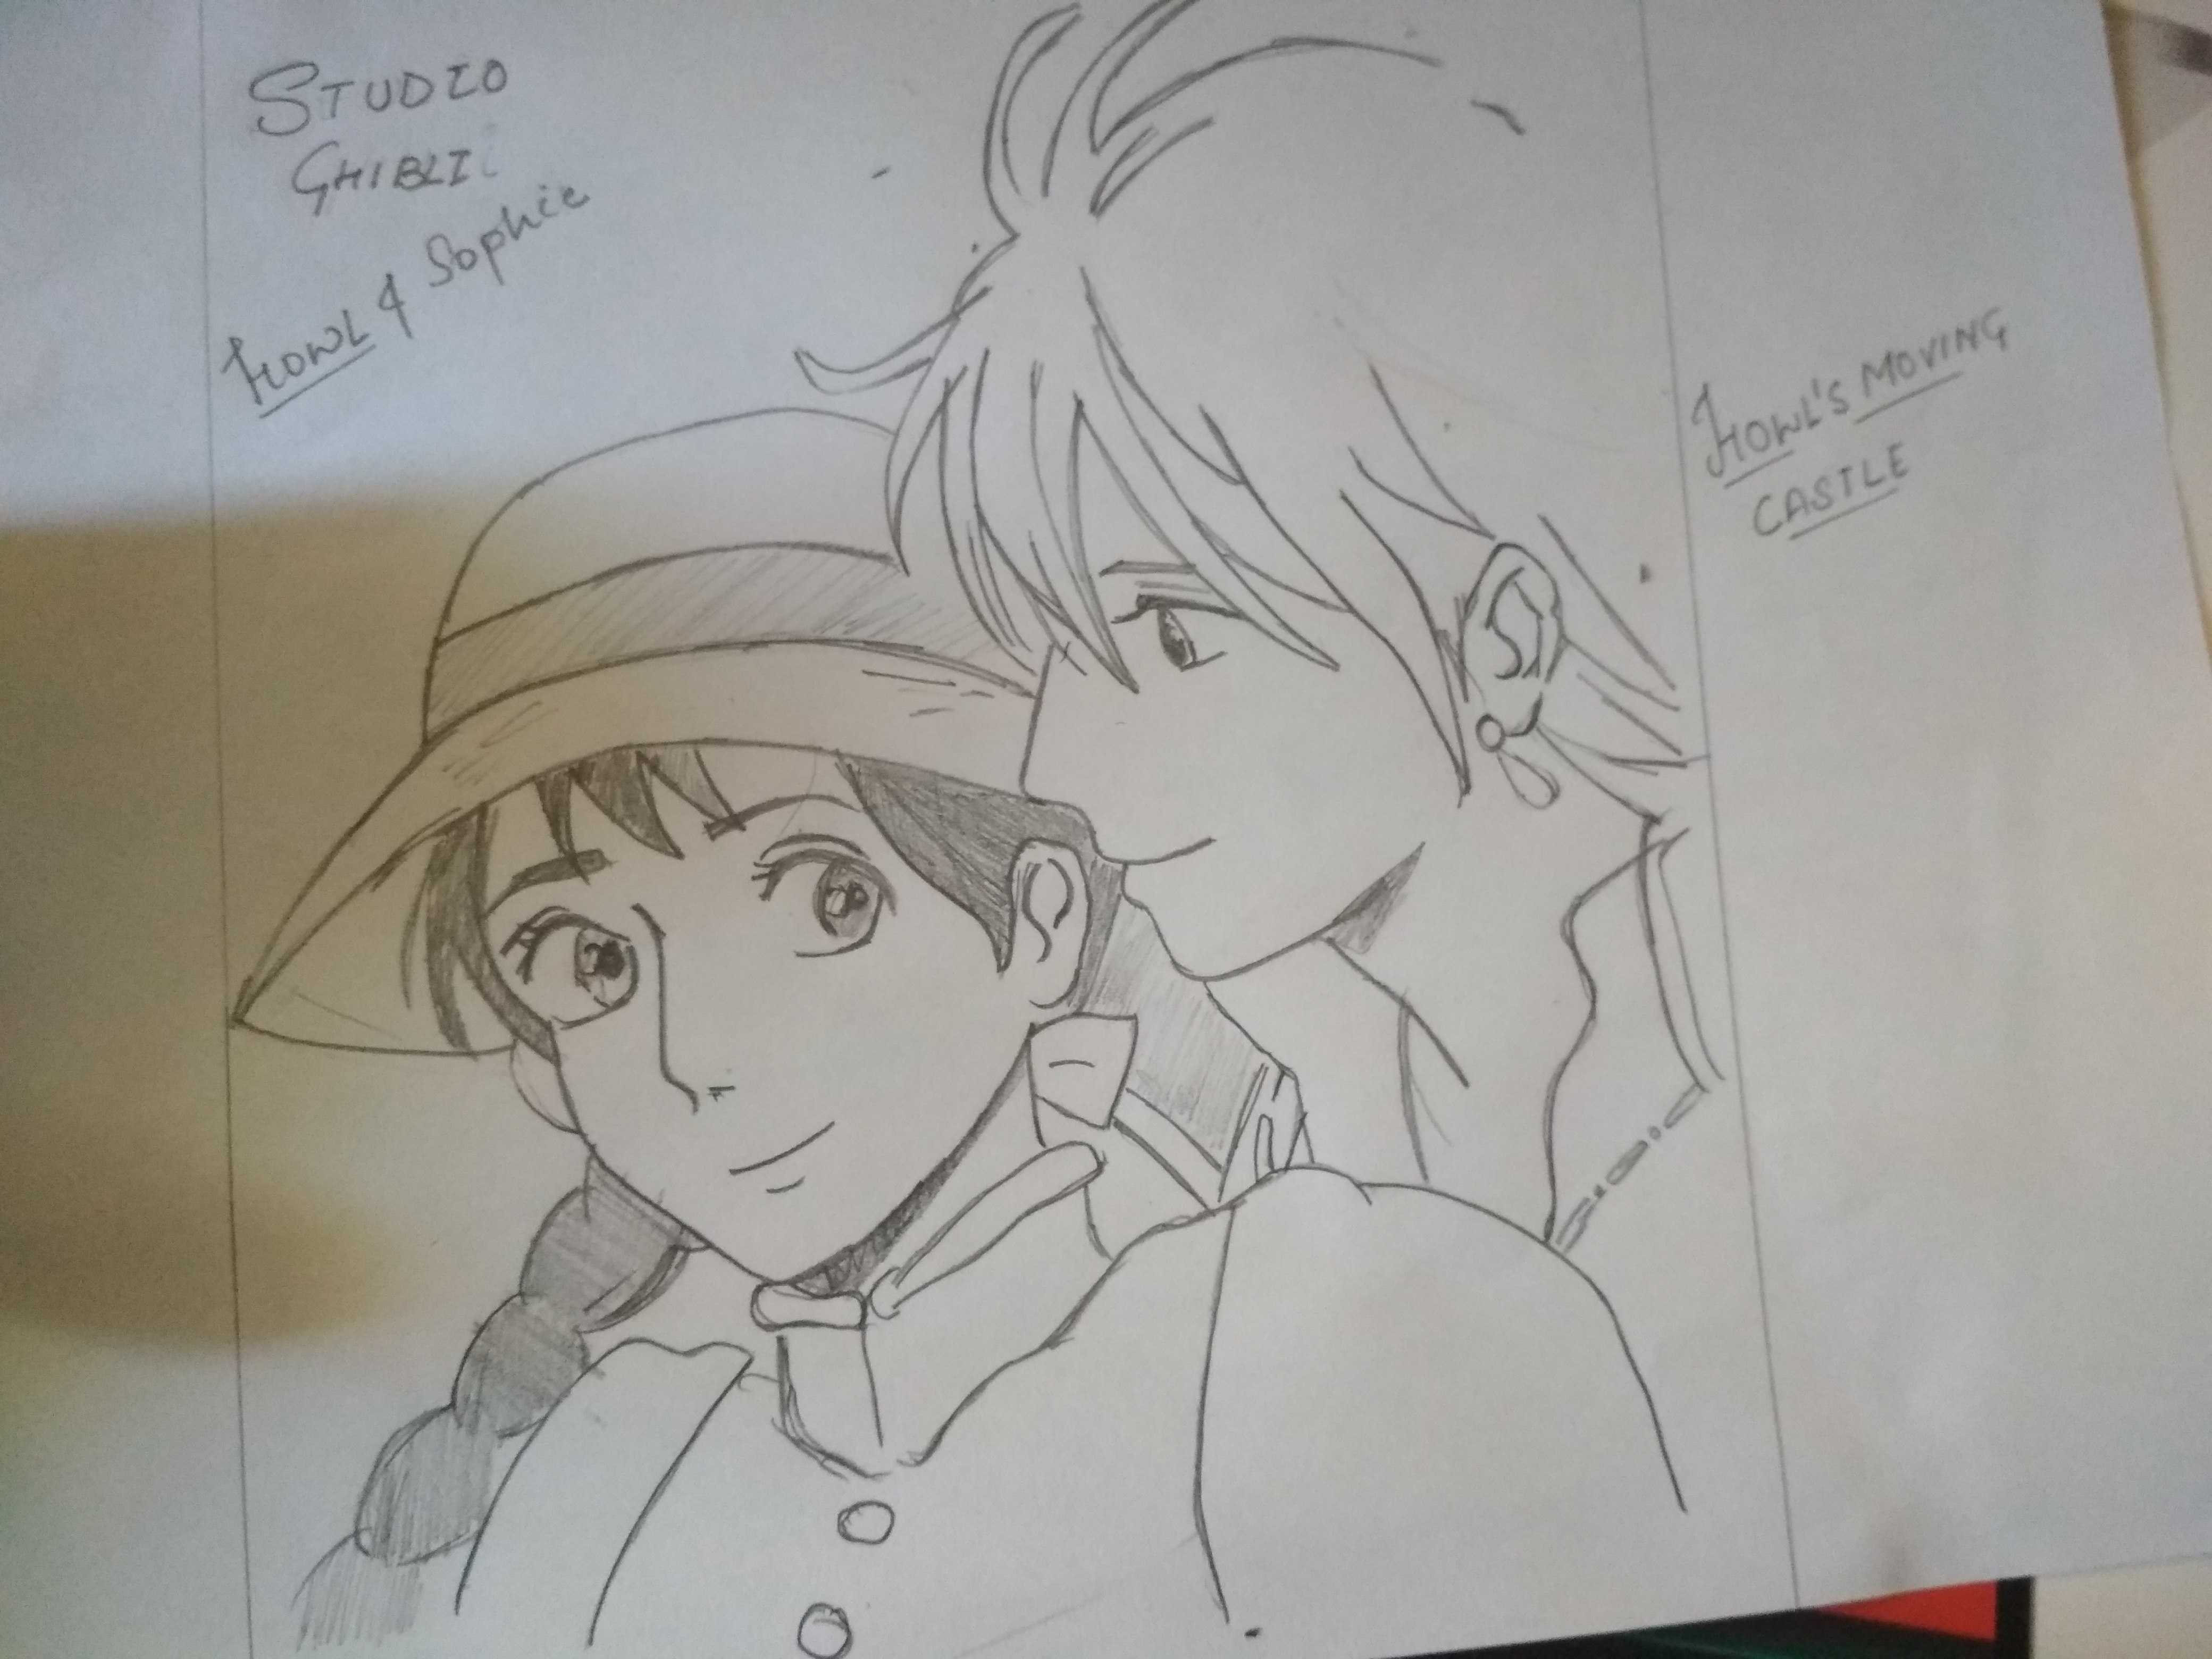 STUDIO
GHIBLI
HOWL & Sophie
HOWL'S MOVING
CASTLE